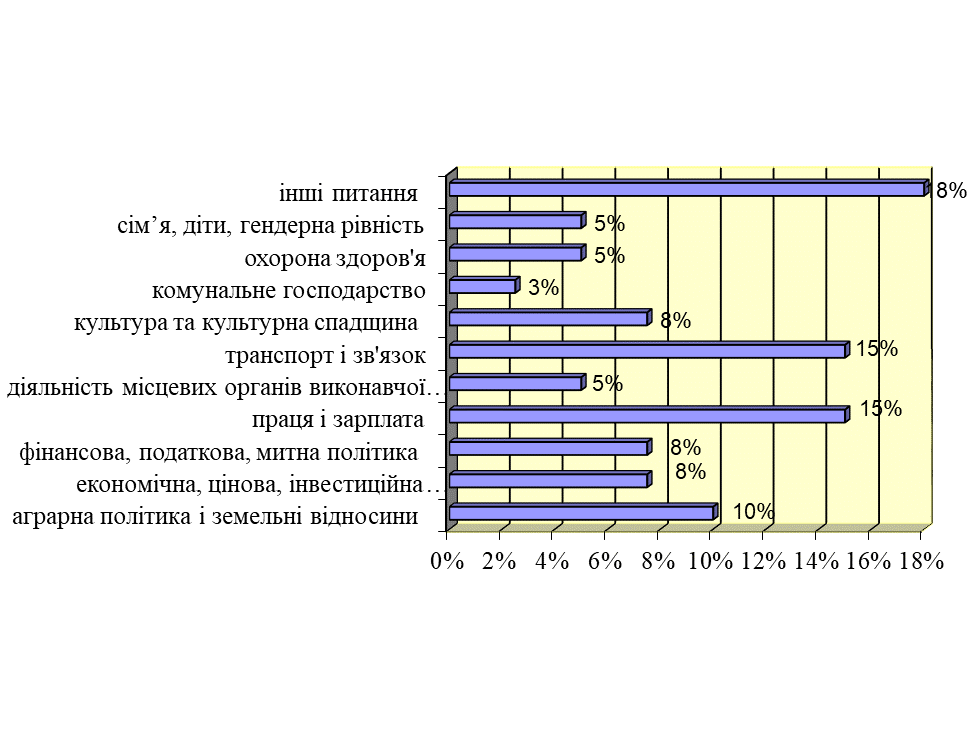 інші питання 8%
сім’я, діти, гендерна рівність 5%
охорона здоров'я 5%
комунальне господарство 3%
культура та культурна спадщина 8%
транспорт і зв'язок 15%
діяльність місцевих органів виконавчої… 5%
праця і зарплата 15%
фінансова, податкова, митна політика 8%
економічна, цінова, інвестиційна… 8%
аграрна політика і земельні відносини 10%
0% 2% 4% 6% 8% 10% 12% 14% 16% 18%